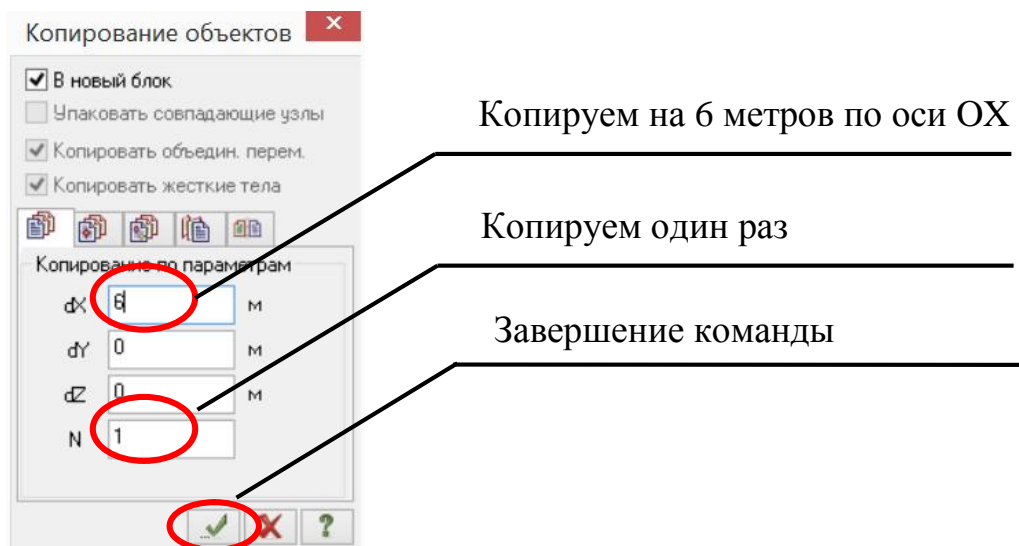 Копирование объектов
В новый блок
Упаковать совпадающие узлы
Копировать объедин. перем.
Копировать жесткие тела
Копирование по параметрам
dX 6 м
dY 0 м
dZ 0 м
N 1
?
Копируем на 6 метров по оси OX
Копируем один раз
Завершение команды